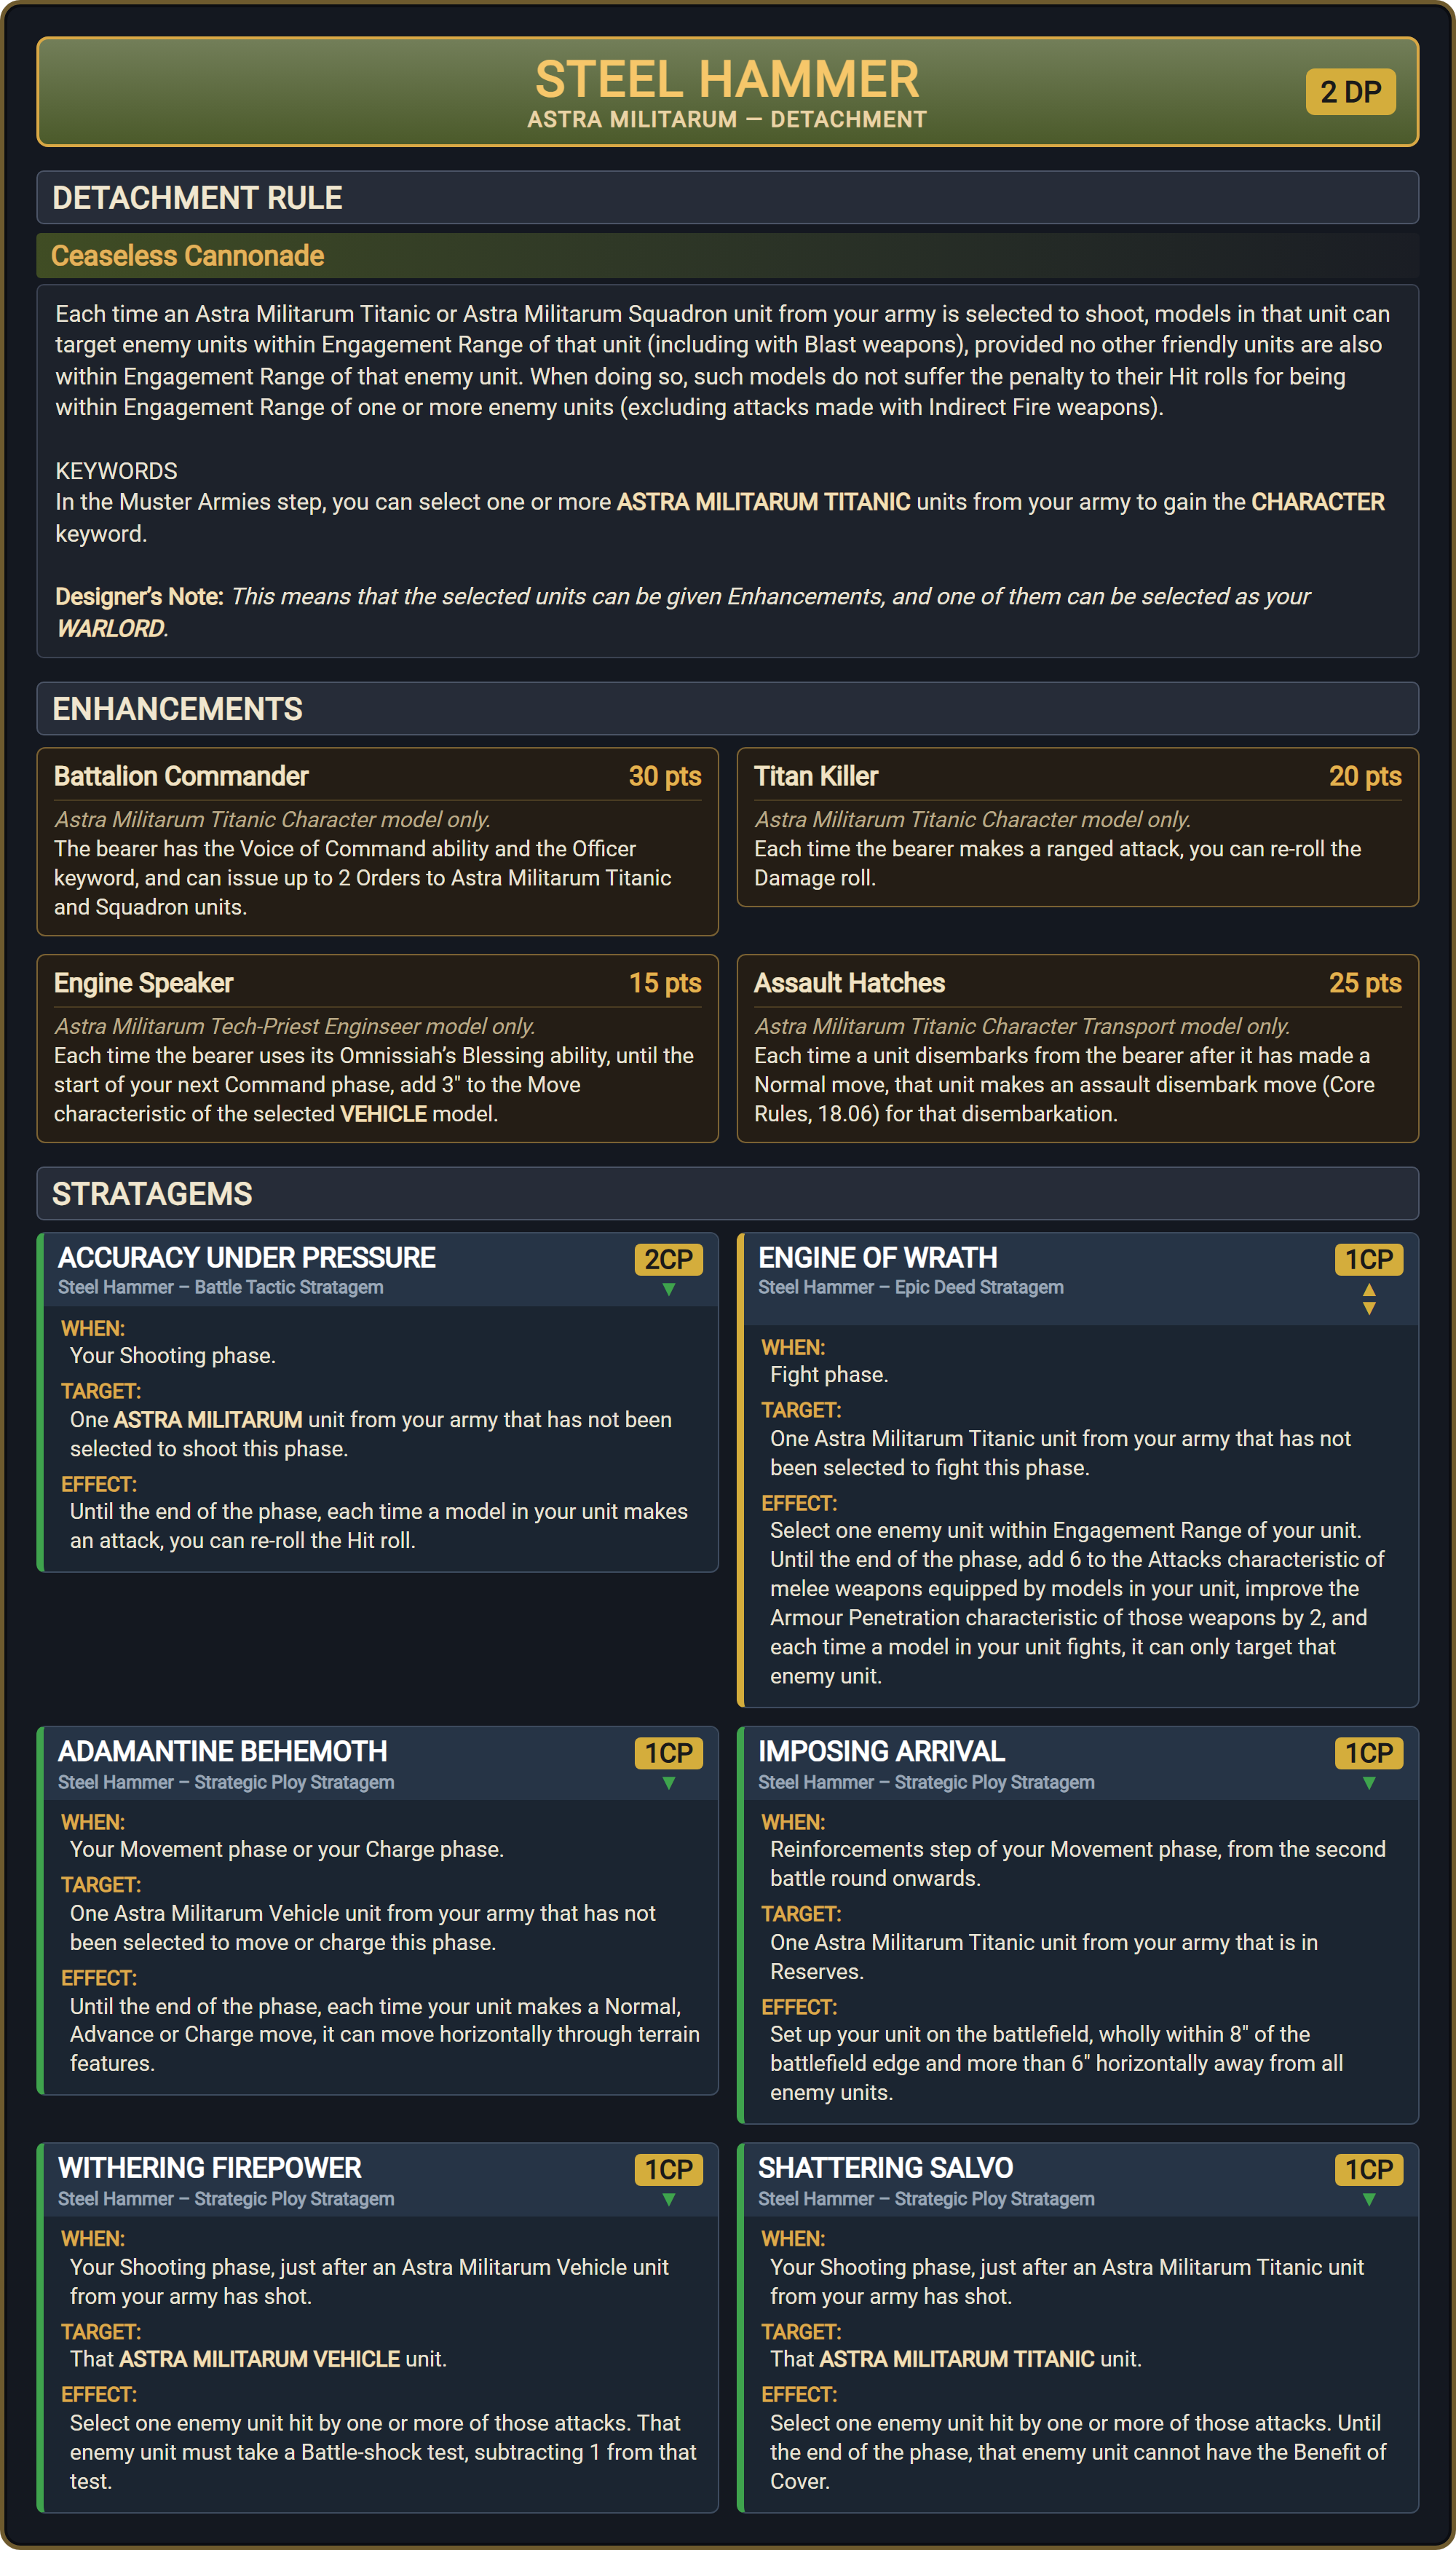 STEEL HAMMER
ASTRA MILITARUM — DETACHMENT
2 DP
DETACHMENT RULE
Ceaseless Cannonade
Each time an Astra Militarum Titanic or Astra Militarum Squadron unit from your army is selected to shoot, models in that unit can
target enemy units within Engagement Range of that unit (including with Blast weapons), provided no other friendly units are also
within Engagement Range of that enemy unit. When doing so, such models do not suffer the penalty to their Hit rolls for being
within Engagement Range of one or more enemy units (excluding attacks made with Indirect Fire weapons).
KEYWORDS
In the Muster Armies step, you can select one or more ASTRA MILITARUM TITANIC units from your army to gain the CHARACTER
keyword.
Designer’s Note: This means that the selected units can be given Enhancements, and one of them can be selected as your
WARLORD.
ENHANCEMENTS
Battalion Commander
30 pts
Astra Militarum Titanic Character model only.
The bearer has the Voice of Command ability and the Officer
keyword, and can issue up to 2 Orders to Astra Militarum Titanic
and Squadron units.
Titan Killer
20 pts
Astra Militarum Titanic Character model only.
Each time the bearer makes a ranged attack, you can re-roll the
Damage roll.
Engine Speaker
15 pts
Astra Militarum Tech-Priest Enginseer model only.
Each time the bearer uses its Omnissiah’s Blessing ability, until the
start of your next Command phase, add 3" to the Move
characteristic of the selected VEHICLE model.
Assault Hatches
25 pts
Astra Militarum Titanic Character Transport model only.
Each time a unit disembarks from the bearer after it has made a
Normal move, that unit makes an assault disembark move (Core
Rules, 18.06) for that disembarkation.
STRATAGEMS
ACCURACY UNDER PRESSURE
2CP
Steel Hammer – Battle Tactic Stratagem
▼
WHEN:
Your Shooting phase.
TARGET:
One ASTRA MILITARUM unit from your army that has not been
selected to shoot this phase.
EFFECT:
Until the end of the phase, each time a model in your unit makes
an attack, you can re-roll the Hit roll.
ENGINE OF WRATH
1CP
Steel Hammer – Epic Deed Stratagem
▲
▼
WHEN:
Fight phase.
TARGET:
One Astra Militarum Titanic unit from your army that has not
been selected to fight this phase.
EFFECT:
Select one enemy unit within Engagement Range of your unit.
Until the end of the phase, add 6 to the Attacks characteristic of
melee weapons equipped by models in your unit, improve the
Armour Penetration characteristic of those weapons by 2, and
each time a model in your unit fights, it can only target that
enemy unit.
ADAMANTINE BEHEMOTH
1CP
Steel Hammer – Strategic Ploy Stratagem
▼
WHEN:
Your Movement phase or your Charge phase.
TARGET:
One Astra Militarum Vehicle unit from your army that has not
been selected to move or charge this phase.
EFFECT:
Until the end of the phase, each time your unit makes a Normal,
Advance or Charge move, it can move horizontally through terrain
features.
IMPOSING ARRIVAL
1CP
Steel Hammer – Strategic Ploy Stratagem
▼
WHEN:
Reinforcements step of your Movement phase, from the second
battle round onwards.
TARGET:
One Astra Militarum Titanic unit from your army that is in
Reserves.
EFFECT:
Set up your unit on the battlefield, wholly within 8" of the
battlefield edge and more than 6" horizontally away from all
enemy units.
WITHERING FIREPOWER
1CP
Steel Hammer – Strategic Ploy Stratagem
▼
WHEN:
Your Shooting phase, just after an Astra Militarum Vehicle unit
from your army has shot.
TARGET:
That ASTRA MILITARUM VEHICLE unit.
EFFECT:
Select one enemy unit hit by one or more of those attacks. That
enemy unit must take a Battle-shock test, subtracting 1 from that
test.
SHATTERING SALVO
1CP
Steel Hammer – Strategic Ploy Stratagem
▼
WHEN:
Your Shooting phase, just after an Astra Militarum Titanic unit
from your army has shot.
TARGET:
That ASTRA MILITARUM TITANIC unit.
EFFECT:
Select one enemy unit hit by one or more of those attacks. Until
the end of the phase, that enemy unit cannot have the Benefit of
Cover.